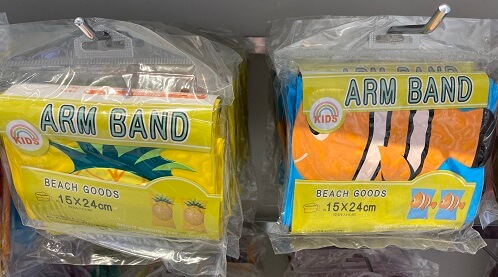 ARM BAND
KIDS
BEACH GOODS
15×24cm
ARM BAND
KIDS
BEACH GOODS
15×24cm